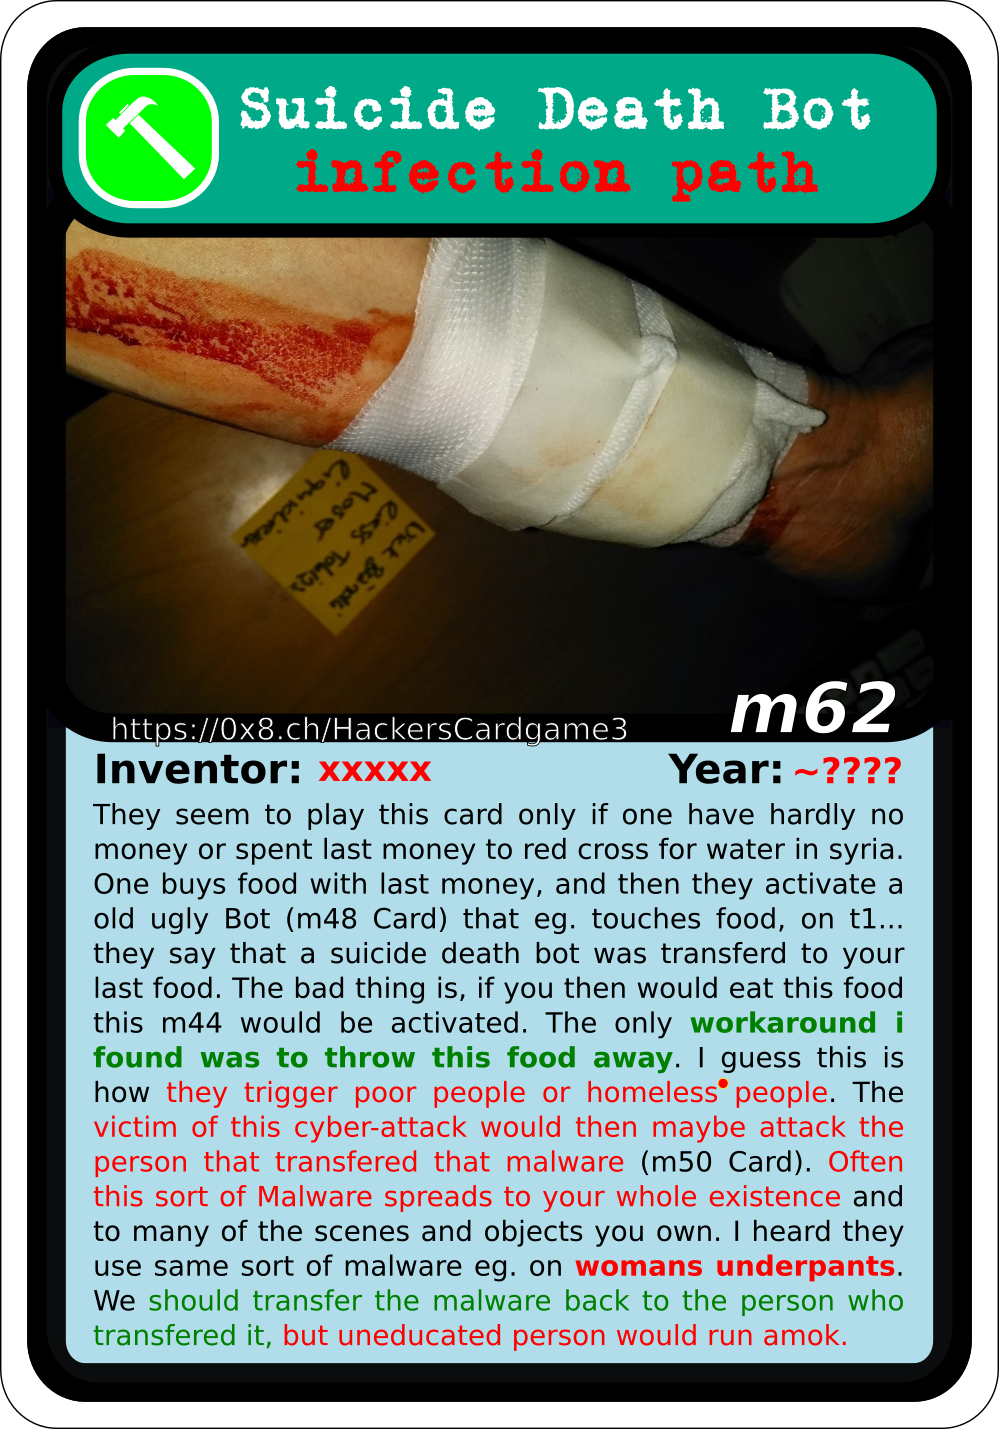 Suicide Death Bot
infection path
https://0x8.ch/HackersCardgame3
m62
Inventor: xxxxx
Year: ~????
They seem to play this card only if one have hardly no
money or spent last money to red cross for water in syria.
One buys food with last money, and then they activate a
old ugly Bot (m48 Card) that eg. touches food, on t1...
they say that a suicide death bot was transferd to your
last food. The bad thing is, if you then would eat this food
this m44 would be activated. The only workaround i
found was to throw this food away. I guess this is
how they trigger poor people or homeless people. The
victim of this cyber-attack would then maybe attack the
person that transfered that malware (m50 Card). Often
this sort of Malware spreads to your whole existence and
to many of the scenes and objects you own. I heard they
use same sort of malware eg. on womans underpants.
We should transfer the malware back to the person who
transfered it, but uneducated person would run amok.